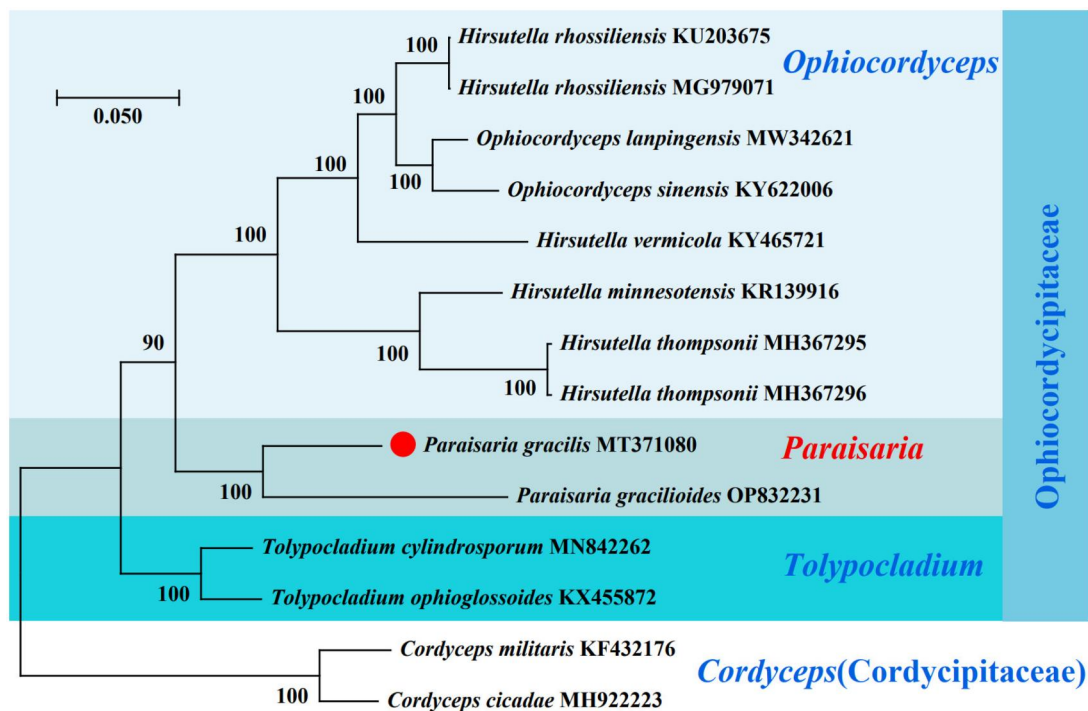 100
Hirsutella rhossiliensis KU203675
Ophiocordyceps
Hirsutella rhossiliensis MG979071
0.050
100
Ophiocordyceps lanpingensis MW342621
100
100
Ophiocordyceps sinensis KY622006
100
Hirsutella vermicola KY465721
Hirsutella minnesotensis KR139916
90
100
Hirsutella thompsonii MH367295
100
Hirsutella thompsonii MH367296
Ophiocordycipitaceae
Paraisaria gracilis MT371080
Paraisaria
100
Paraisaria gracilioides OP832231
Tolypocladium cylindrosporum MN842262
Tolypocladium
100
Tolypocladium ophioglossoides KX455872
Cordyceps militaris KF432176
Cordyceps(Cordycipitaceae)
100
Cordyceps cicadae MH922223